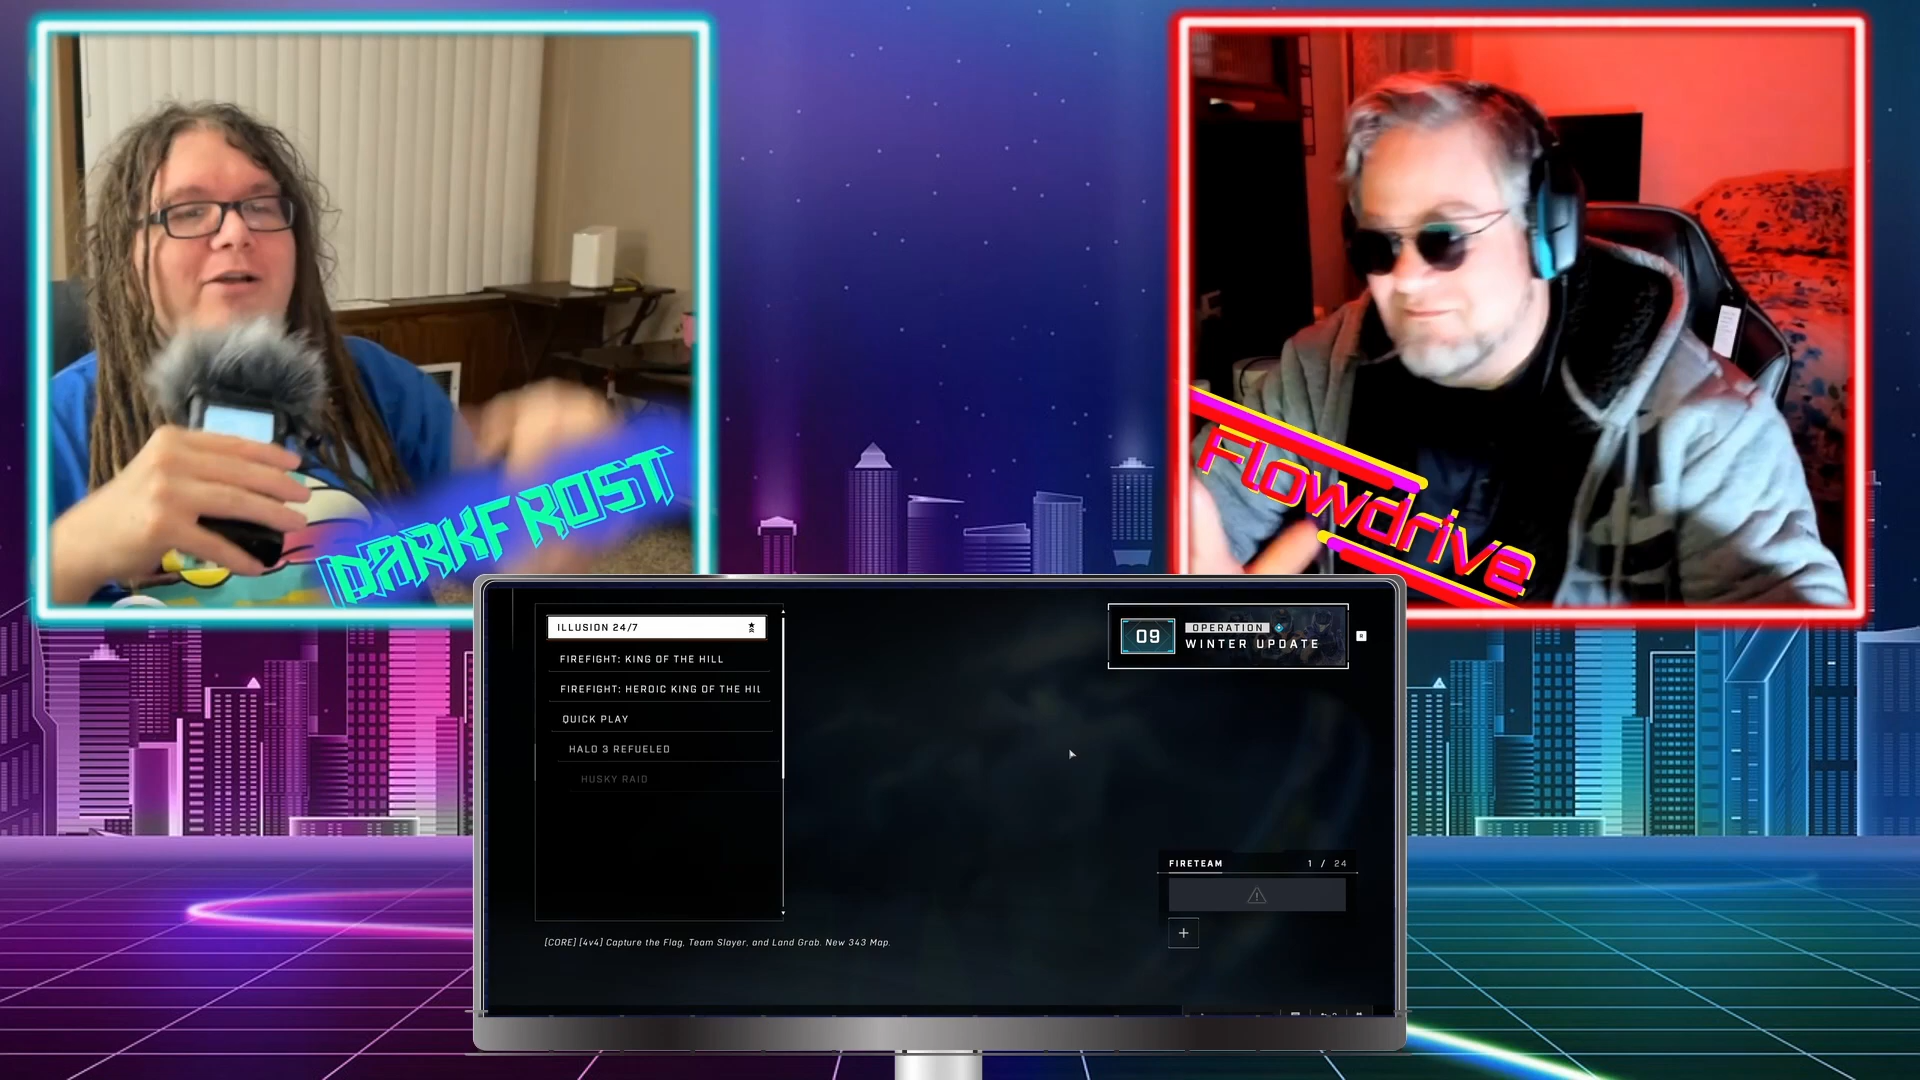 DARKFROST
Flowdrive
ILLUSION 24/7
FIREFIGHT: KING OF THE HILL
FIREFIGHT: HEROIC KING OF THE HIL
QUICK PLAY
HALO 3 REFUELED
HUSKY RAID
[CORE] [4v4] Capture the Flag, Team Slayer, and Land Grab. New 343 Map.
09
OPERATION
WINTER UPDATE
R
FIRETEAM 1 / 24
+